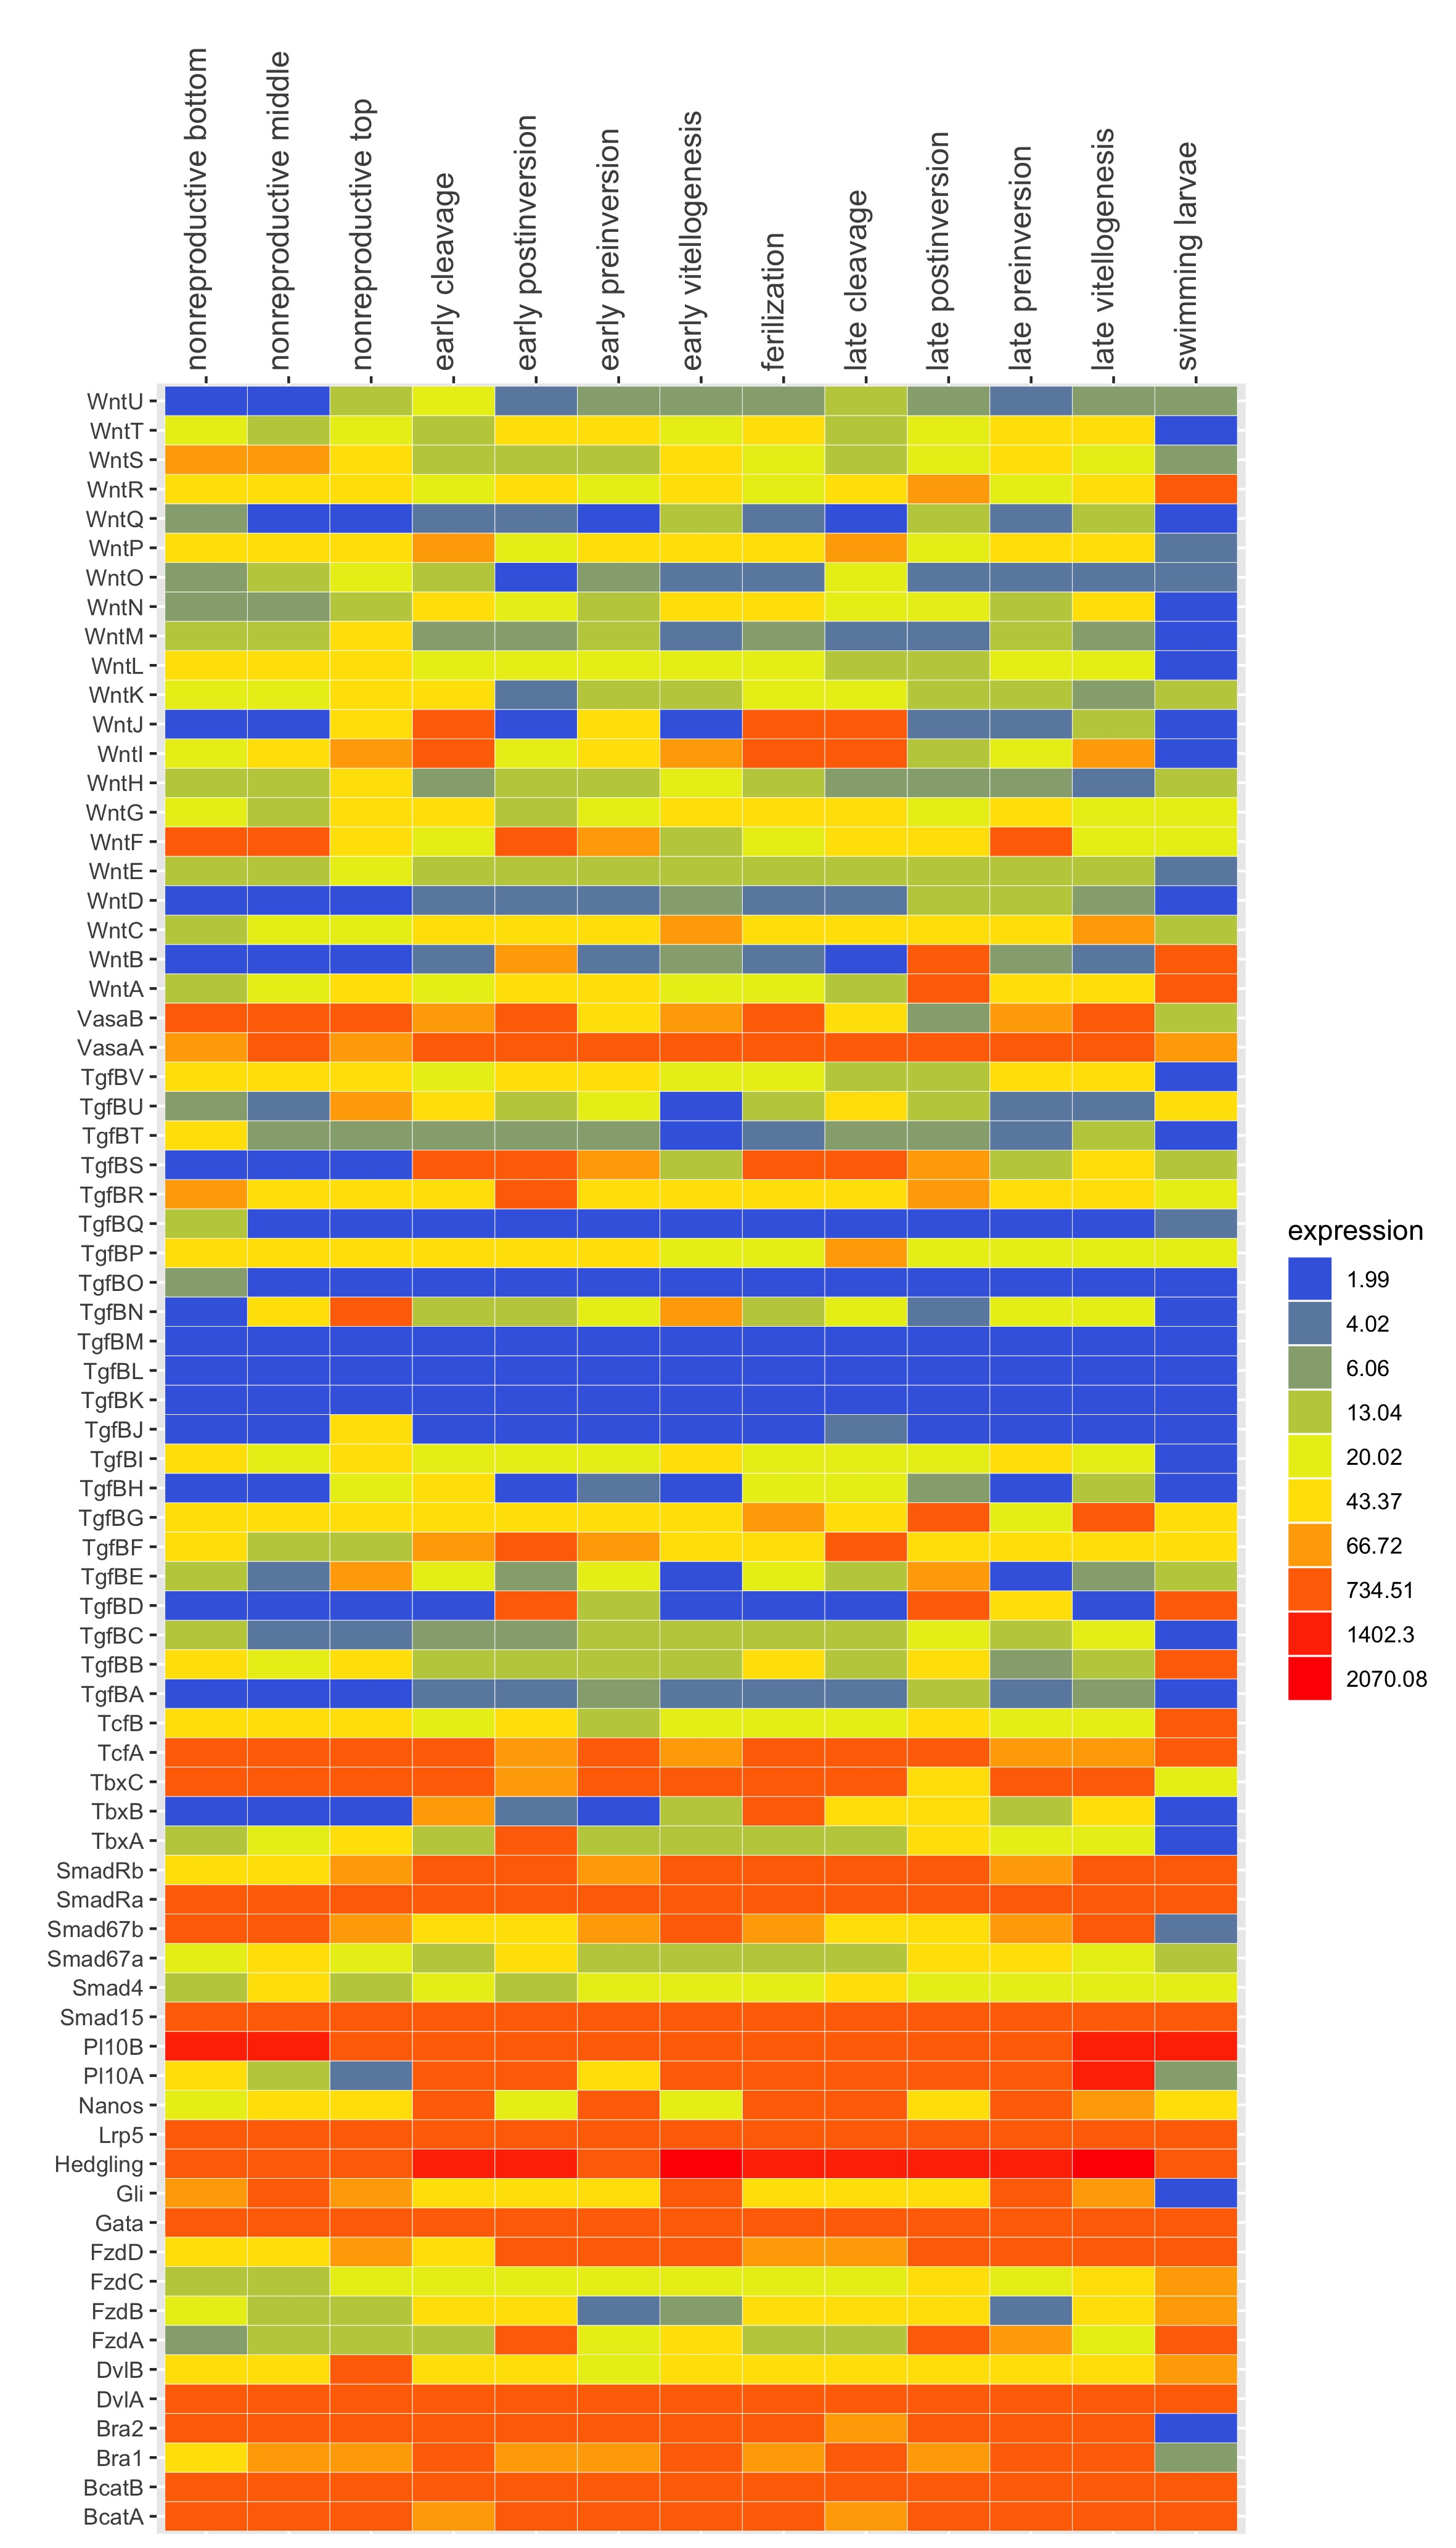 nonreproductive bottom
nonreproductive middle
nonreproductive top
early cleavage
early postinversion
early preinversion
early vitellogenesis
ferilization
late cleavage
late postinversion
late preinversion
late vitellogenesis
swimming larvae
WntU
WntT
WntS
WntR
WntQ
WntP
WntO
WntN
WntM
WntL
WntK
WntJ
WntI
WntH
WntG
WntF
WntE
WntD
WntC
WntB
WntA
VasaB
VasaA
TgfBV
TgfBU
TgfBT
TgfBS
TgfBR
TgfBQ
TgfBP
TgfBO
TgfBN
TgfBM
TgfBL
TgfBK
TgfBJ
TgfBI
TgfBH
TgfBG
TgfBF
TgfBE
TgfBD
TgfBC
TgfBB
TgfBA
TcfB
TcfA
TbxC
TbxB
TbxA
SmadRb
SmadRa
Smad67b
Smad67a
Smad4
Smad15
Pl10B
Pl10A
Nanos
Lrp5
Hedgling
Gli
Gata
FzdD
FzdC
FzdB
FzdA
DvlB
DvlA
Bra2
Bra1
BcatB
BcatA
expression
1.99
4.02
6.06
13.04
20.02
43.37
66.72
734.51
1402.3
2070.08